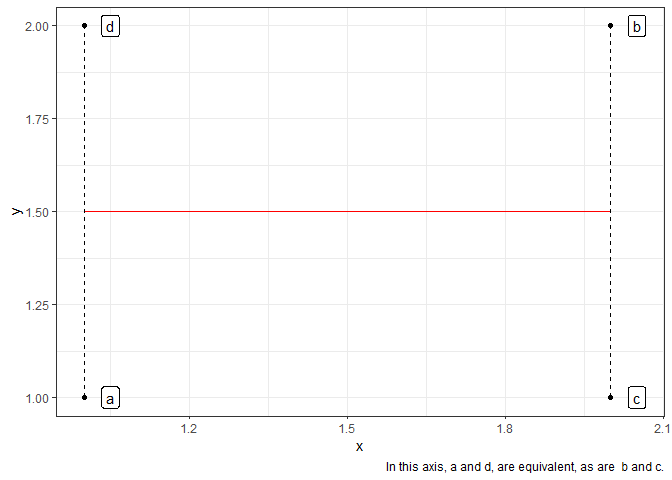 2.00
d
b
1.75
y
1.50
1.25
1.00
a
c
1.2
1.5
1.8
2.1
x
In this axis, a and d, are equivalent, as are  b and c.